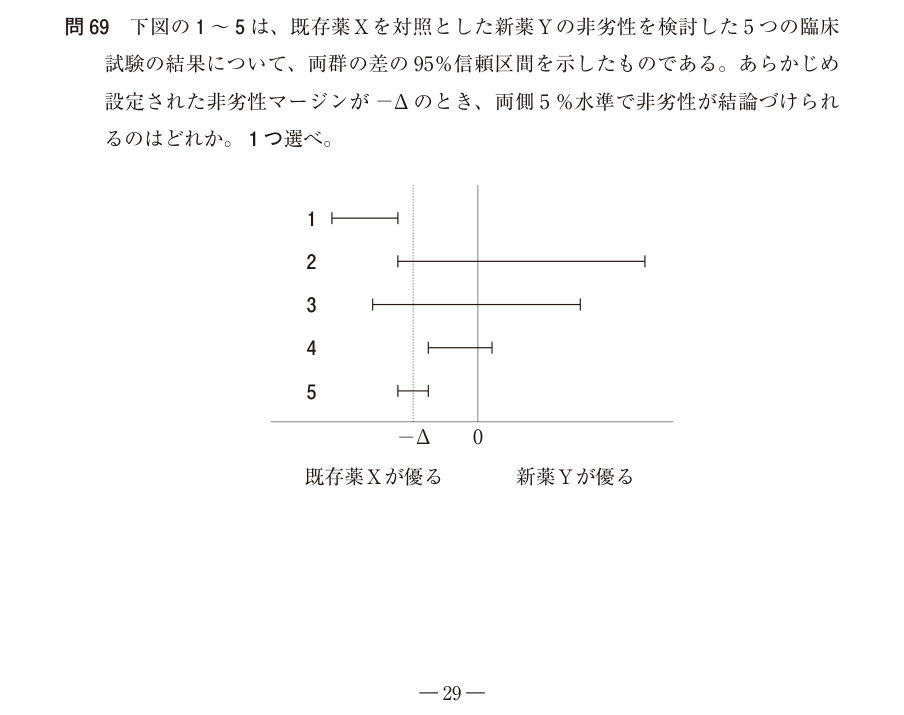 問 69 下図の 1 ～ 5 は、既存薬Xを対照とした新薬Yの非劣性を検討した５つの臨床
試験の結果について、両群の差の 95％信頼区間を示したものである。あらかじめ
設定された非劣性マージンが －Δ のとき、両側５％水準で非劣性が結論づけられ
るのはどれか。１つ選べ。
1
2
3
4
5
－Δ 0
既存薬Xが優る 新薬Yが優る
― 29 ―